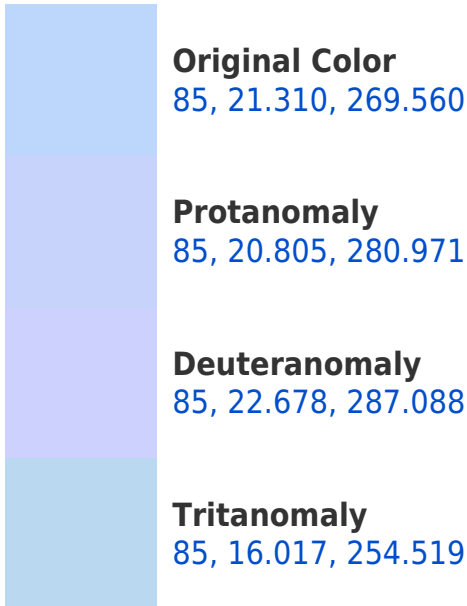 Original Color
85, 21.310, 269.560
Protanomaly
85, 20.805, 280.971
Deuteranomaly
85, 22.678, 287.088
Tritanomaly
85, 16.017, 254.519